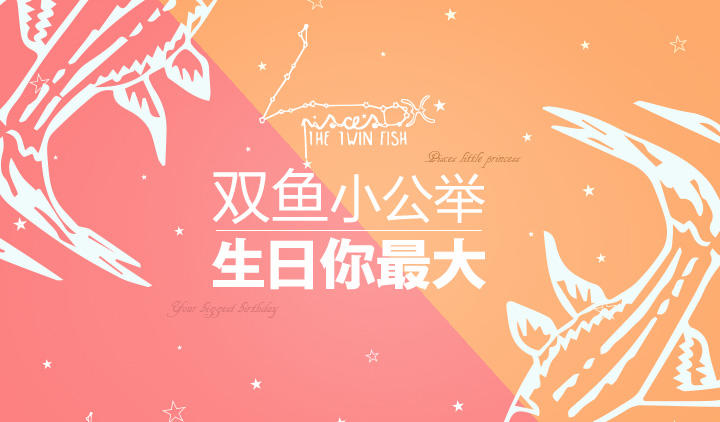 Pisces
THE TWIN FISH
Pisces little princess
双鱼小公举
生日你最大
Your biggest birthday